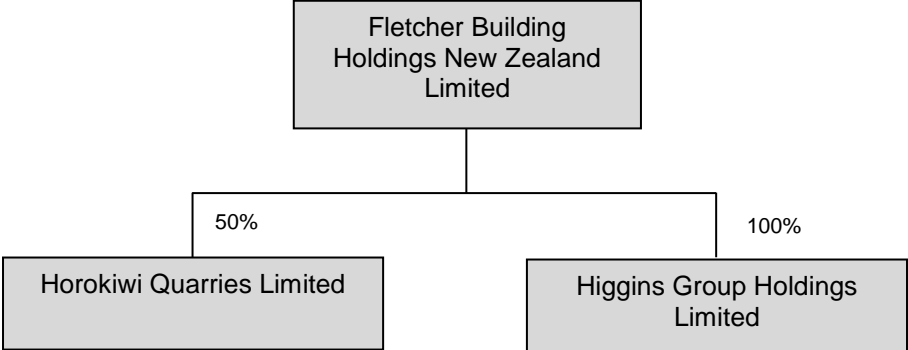 Fletcher Building
Holdings New Zealand
Limited
50%
100%
Horokiwi Quarries Limited
Higgins Group Holdings
Limited